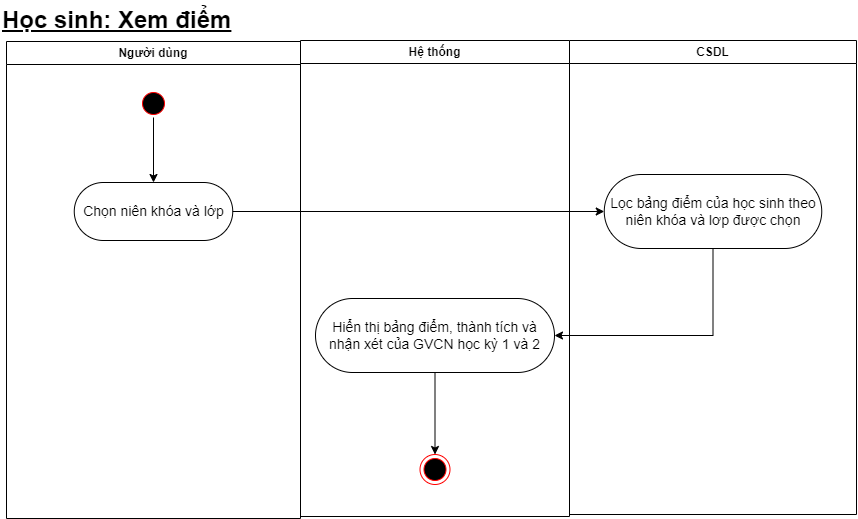 Học sinh: Xem điểm
Người dùng
Hệ thống
CSDL
Chọn niên khóa và lớp
Lọc bảng điểm của học sinh theo
niên khóa và lơp được chọn
Hiển thị bảng điểm, thành tích và
nhận xét của GVCN học kỳ 1 và 2